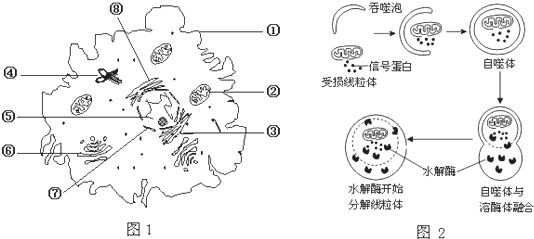 ⑧
①
④
②
⑤
③
⑥
⑦
图1
吞噬泡
信号蛋白
受损线粒体
自噬体
水解酶
水解酶开始
分解线粒体
自噬体与
溶酶体融合
图2